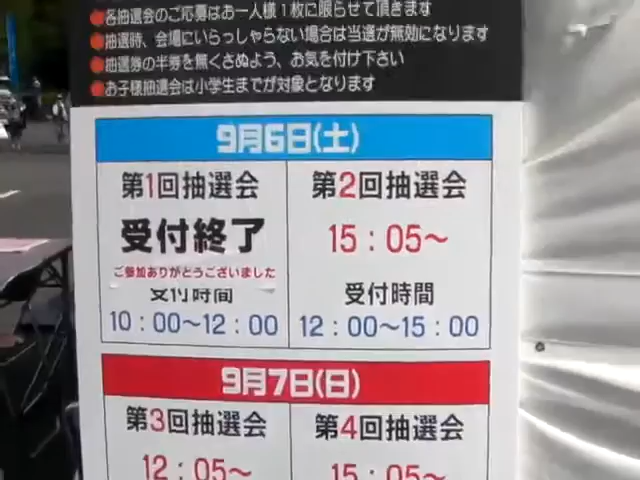 ●各抽選会のご応募はお一人様1枚に限らせて頂きます
●抽選時、会場にいらっしゃらない場合は当選が無効になります
●抽選券の半券を無くさぬよう、お気を付け下さい
●お子様抽選会は小学生までが対象となります
9月6日(土)
第1回抽選会
受付終了
ご参加ありがとうございました
受付時間
10：00〜12：00
第2回抽選会
15：05〜
受付時間
12：00〜15：00
9月7日(日)
第3回抽選会
12：05〜
第4回抽選会
15：05〜